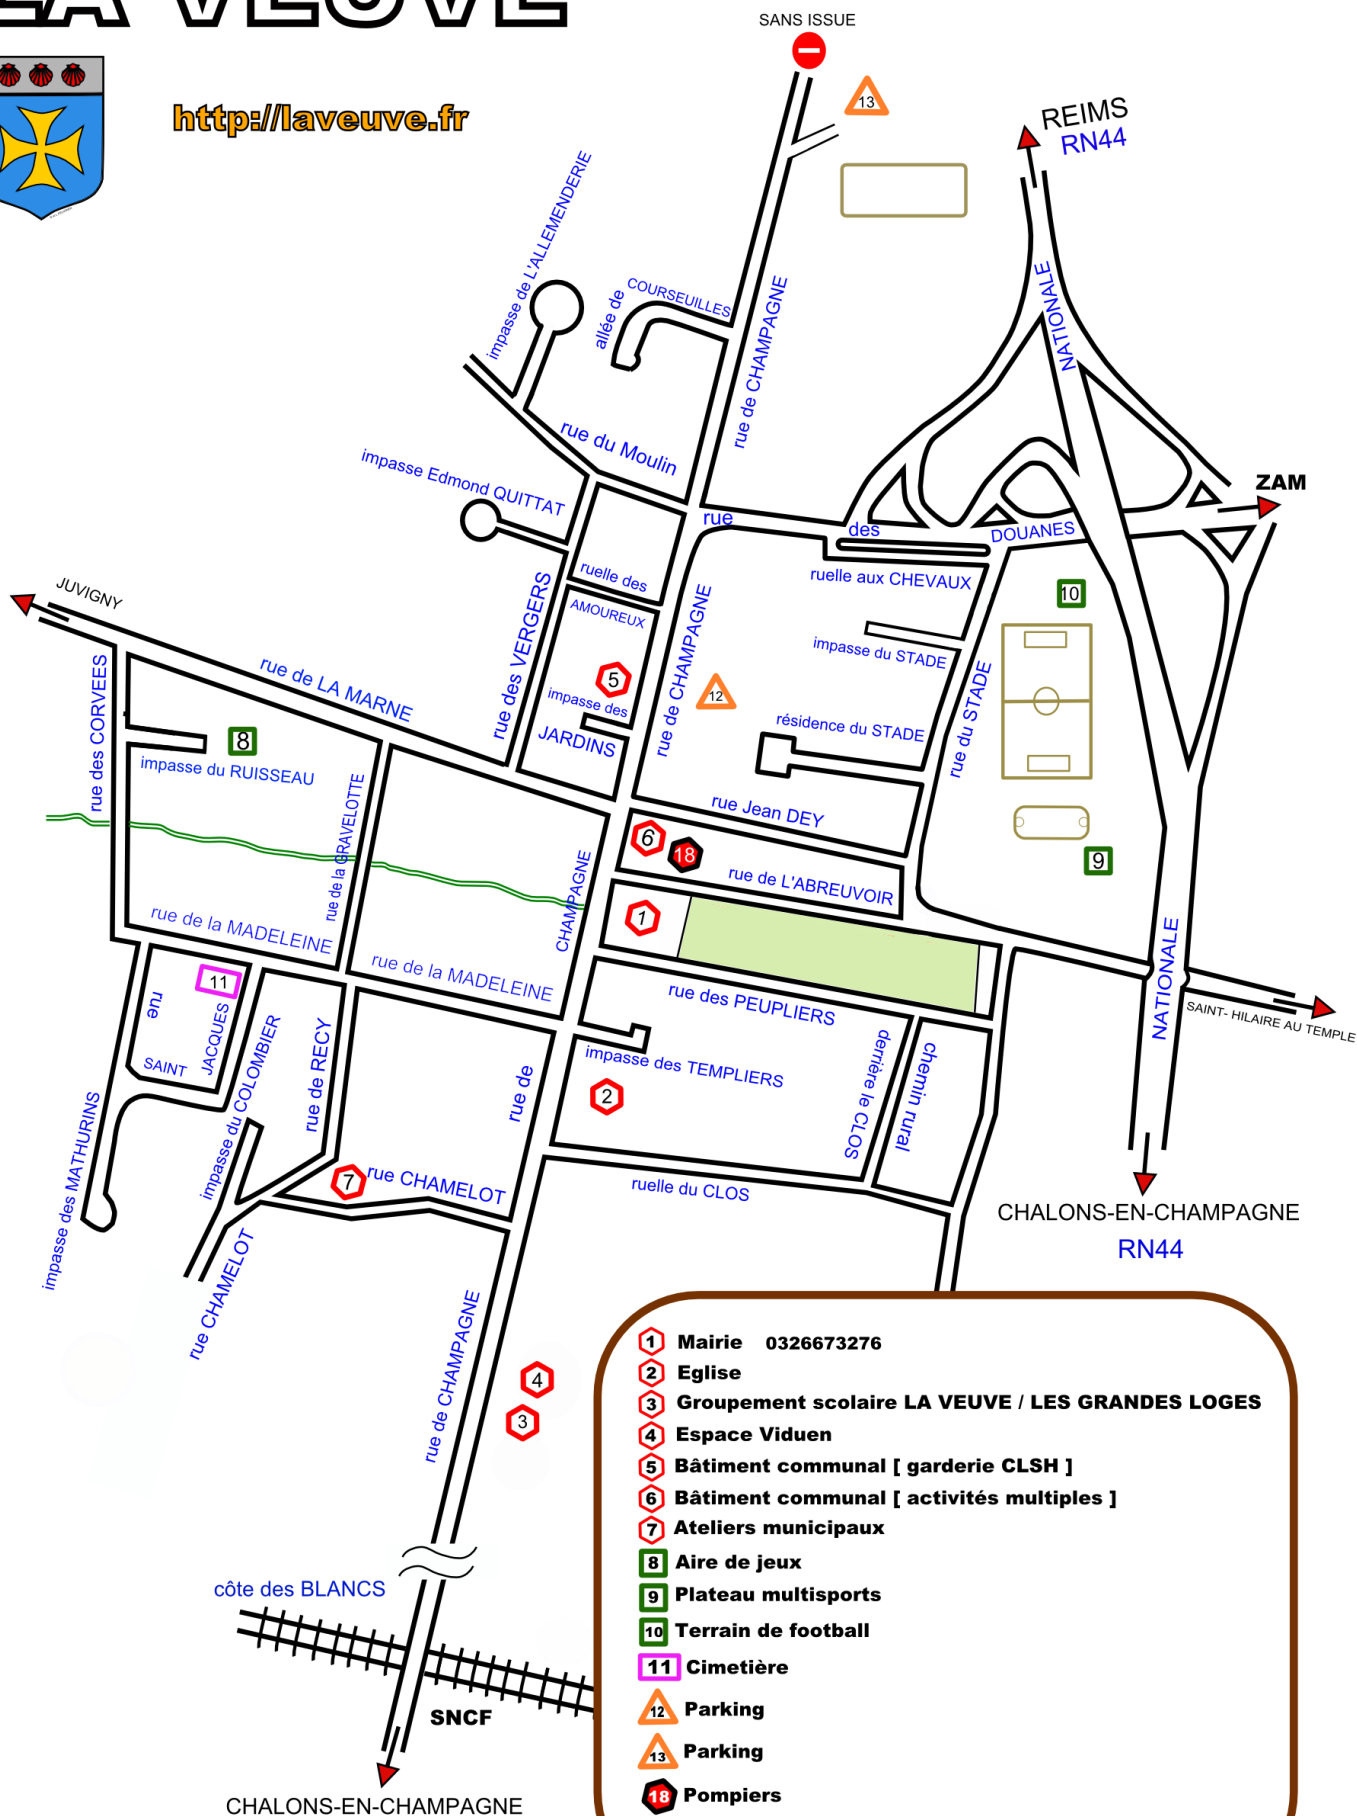 LA VEUVE
SANS ISSUE
13
http://laveuve.fr
REIMS
RN44
impasse de L'ALLEMENDERIE
allée de
COURSEUILLES
rue de CHAMPAGNE
NATIONALE
rue du Moulin
impasse Edmond QUITTAT
ZAM
rue
des
DOUANES
ruelle aux CHEVAUX
ruelle des
AMOUREUX
JUVIGNY
10
impasse du STADE
rue des VERGERS
rue de CHAMPAGNE
5
impasse des
JARDINS
12
résidence du STADE
rue du STADE
rue de LA MARNE
rue des CORVEES
8
impasse du RUISSEAU
rue de la GRAVELOTTE
rue Jean DEY
6
18
9
rue de L'ABREUVOIR
CHAMPAGNE
1
rue de la MADELEINE
rue de la MADELEINE
11
rue
SAINT
JACQUES
rue des PEUPLIERS
NATIONALE
SAINT- HILAIRE AU TEMPLE
impasse du COLOMBIER
rue de RECY
impasse des TEMPLIERS
derrière le CLOS
chemin rural
rue de
2
impasse des MATHURINS
7
rue CHAMELOT
ruelle du CLOS
CHALONS-EN-CHAMPAGNE
RN44
rue CHAMELOT
rue de CHAMPAGNE
4
3
1 Mairie 0326673276
2 Eglise
3 Groupement scolaire LA VEUVE / LES GRANDES LOGES
4 Espace Viduen
5 Bâtiment communal [ garderie CLSH ]
6 Bâtiment communal [ activités multiples ]
7 Ateliers municipaux
8 Aire de jeux
9 Plateau multisports
10 Terrain de football
11 Cimetière
12 Parking
13 Parking
18 Pompiers
côte des BLANCS
SNCF
CHALONS-EN-CHAMPAGNE